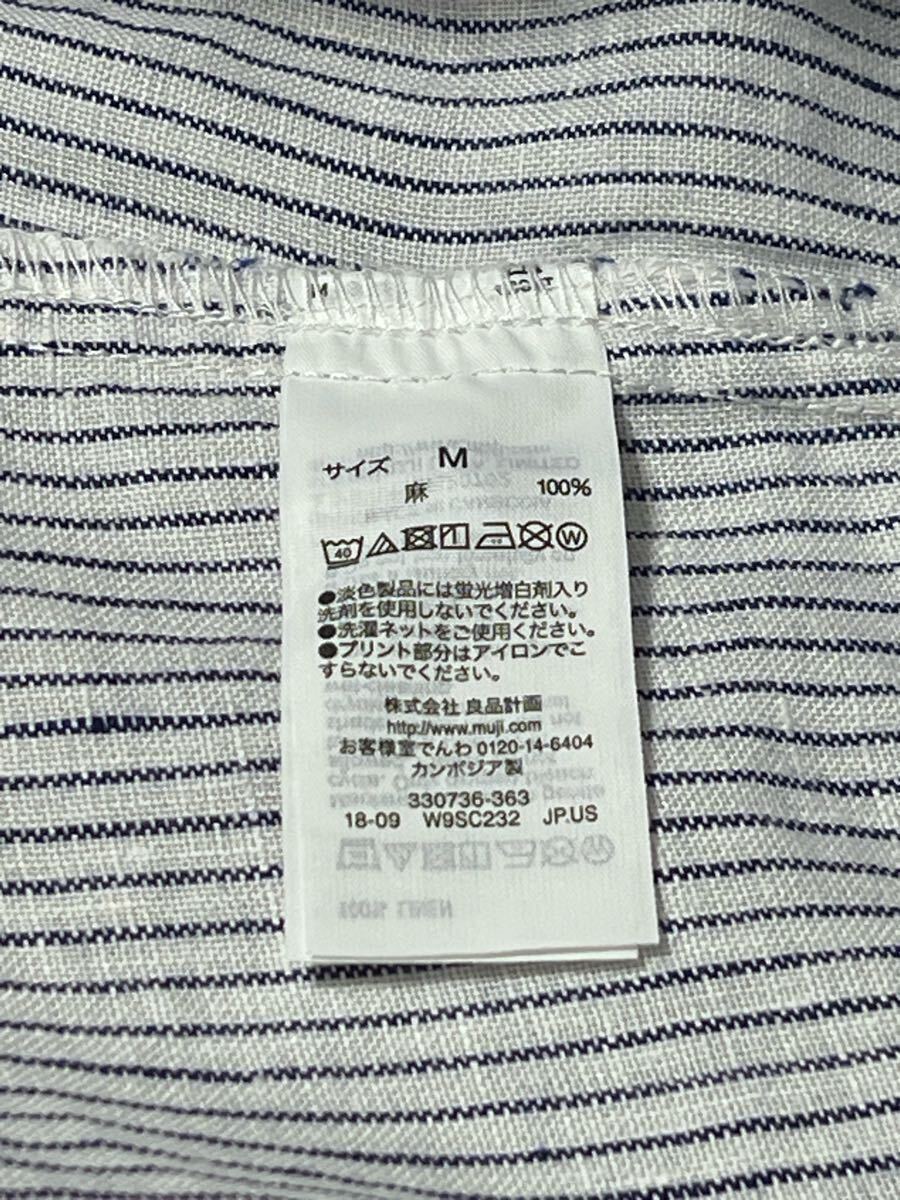 サイズ M
麻 100%
40
W
●淡色製品には蛍光増白剤入り
洗剤を使用しないでください。
●洗濯ネットをご使用ください。
●プリント部分はアイロンでこ
すらないでください。
株式会社 良品計画
http://www.muji.com
お客様室でんわ 0120-14-6404
カンボジア製
330736-363
18-09 W9SC232 JP.US
100% LINEN